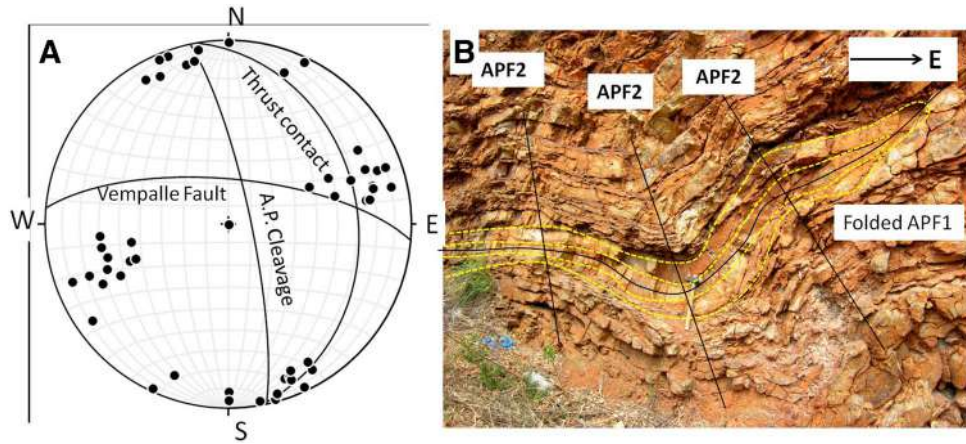 A
N
W
E
S
Thrust contact
Vempalle Fault
A.P. Cleavage
B
APF2
APF2
APF2
E
Folded APF1